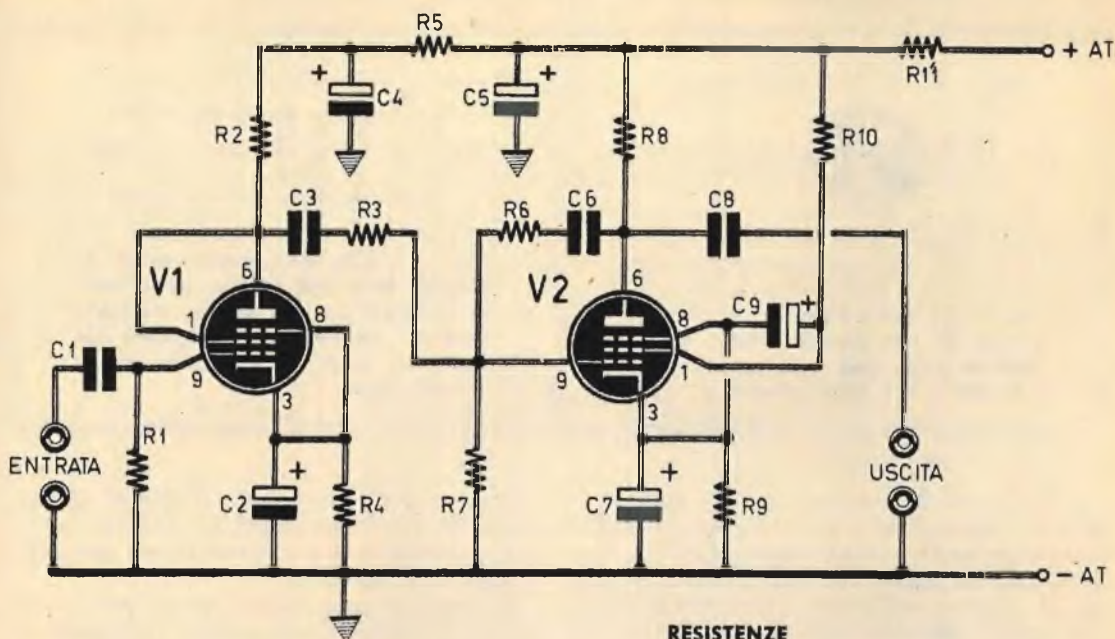 R5
+ AT
R11
+
C4
+
C5
R2
R8
R10
C3
R3
R6
C6
C8
V1
6
V2
6
1
8
8
C9
+
C1
9
9
1
3
3
R1
ENTRATA
+
C2
R4
R7
+
C7
R9
USCITA
- AT
RESISTENZE